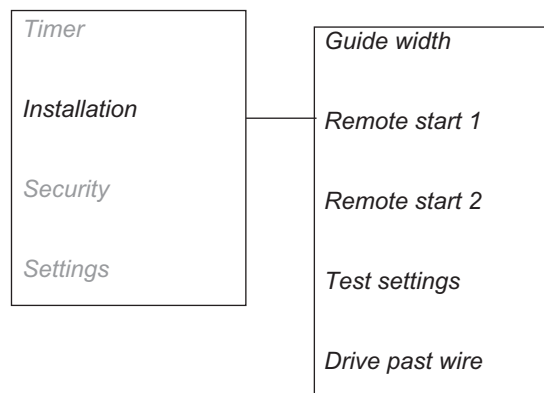 Timer
Installation
Security
Settings
Guide width
Remote start 1
Remote start 2
Test settings
Drive past wire